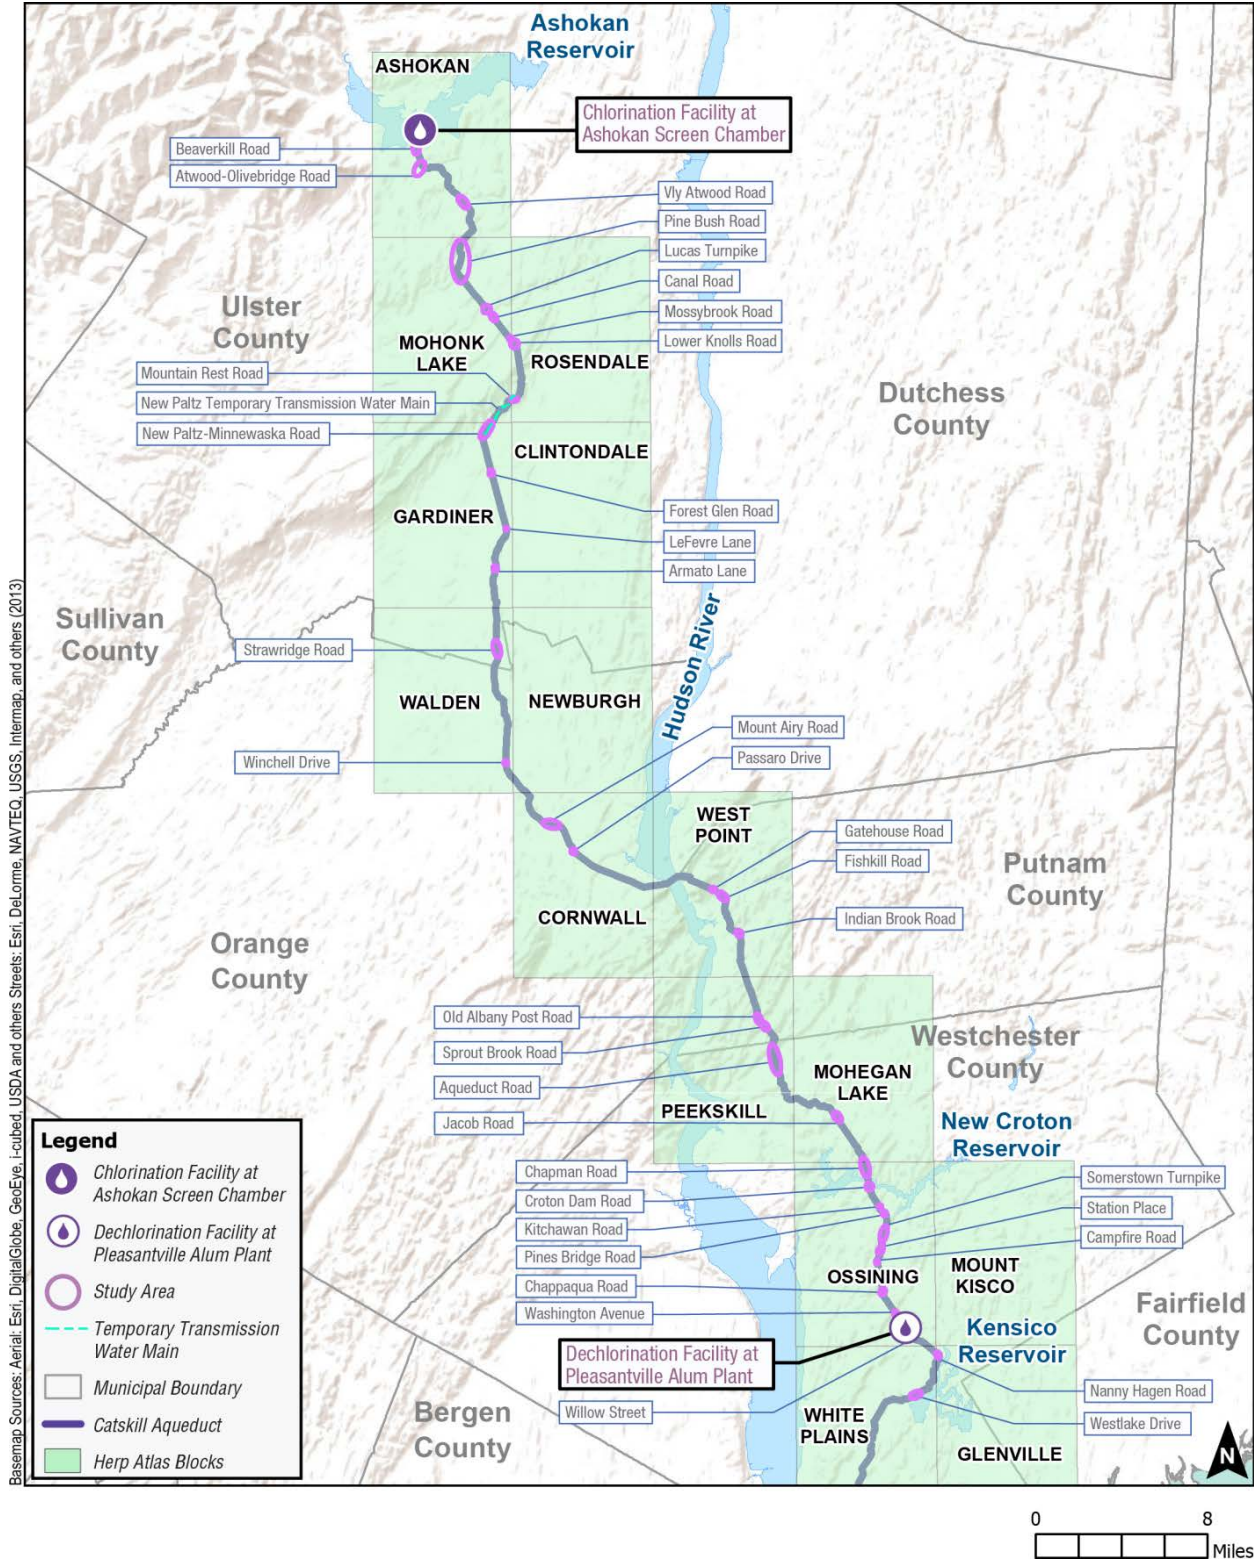 Ashokan
Reservoir
ASHOKAN
Chlorination Facility at
Ashokan Screen Chamber
Beaverkill Road
Atwood-Olivebridge Road
Vly Atwood Road
Pine Bush Road
Lucas Turnpike
Canal Road
Mossybrook Road
Lower Knolls Road
Ulster
County
MOHONK
LAKE
ROSENDALE
Mountain Rest Road
New Paltz Temporary Transmission Water Main
New Paltz-Minnewaska Road
Dutchess
County
CLINTONDALE
GARDINER
Forest Glen Road
LeFevre Lane
Armato Lane
Sullivan
County
Strawridge Road
Hudson River
WALDEN
NEWBURGH
Mount Airy Road
Passaro Drive
Winchell Drive
WEST
POINT
Gatehouse Road
Fishkill Road
Indian Brook Road
Putnam
County
CORNWALL
Orange
County
Old Albany Post Road
Sprout Brook Road
Aqueduct Road
Jacob Road
Westchester
County
MOHEGAN
LAKE
PEEKSKILL
New Croton
Reservoir
Chapman Road
Croton Dam Road
Kitchawan Road
Pines Bridge Road
Chappaqua Road
Washington Avenue
Somerstown Turnpike
Station Place
Campfire Road
OSSINING
MOUNT
KISCO
Fairfield
County
Kensico
Reservoir
Dechlorination Facility at
Pleasantville Alum Plant
Willow Street
Nanny Hagen Road
Westlake Drive
Bergen
County
WHITE
PLAINS
GLENVILLE
Legend
Chlorination Facility at
Ashokan Screen Chamber
Dechlorination Facility at
Pleasantville Alum Plant
Study Area
Temporary Transmission
Water Main
Municipal Boundary
Catskill Aqueduct
Herp Atlas Blocks
Basemap Sources: Aerial: Esri, DigitalGlobe, GeoEye, i-cubed, USDA and others Streets: Esri, DeLorme, NAVTEQ, USGS, Intermap, and others (2013)
N
0 8
Miles